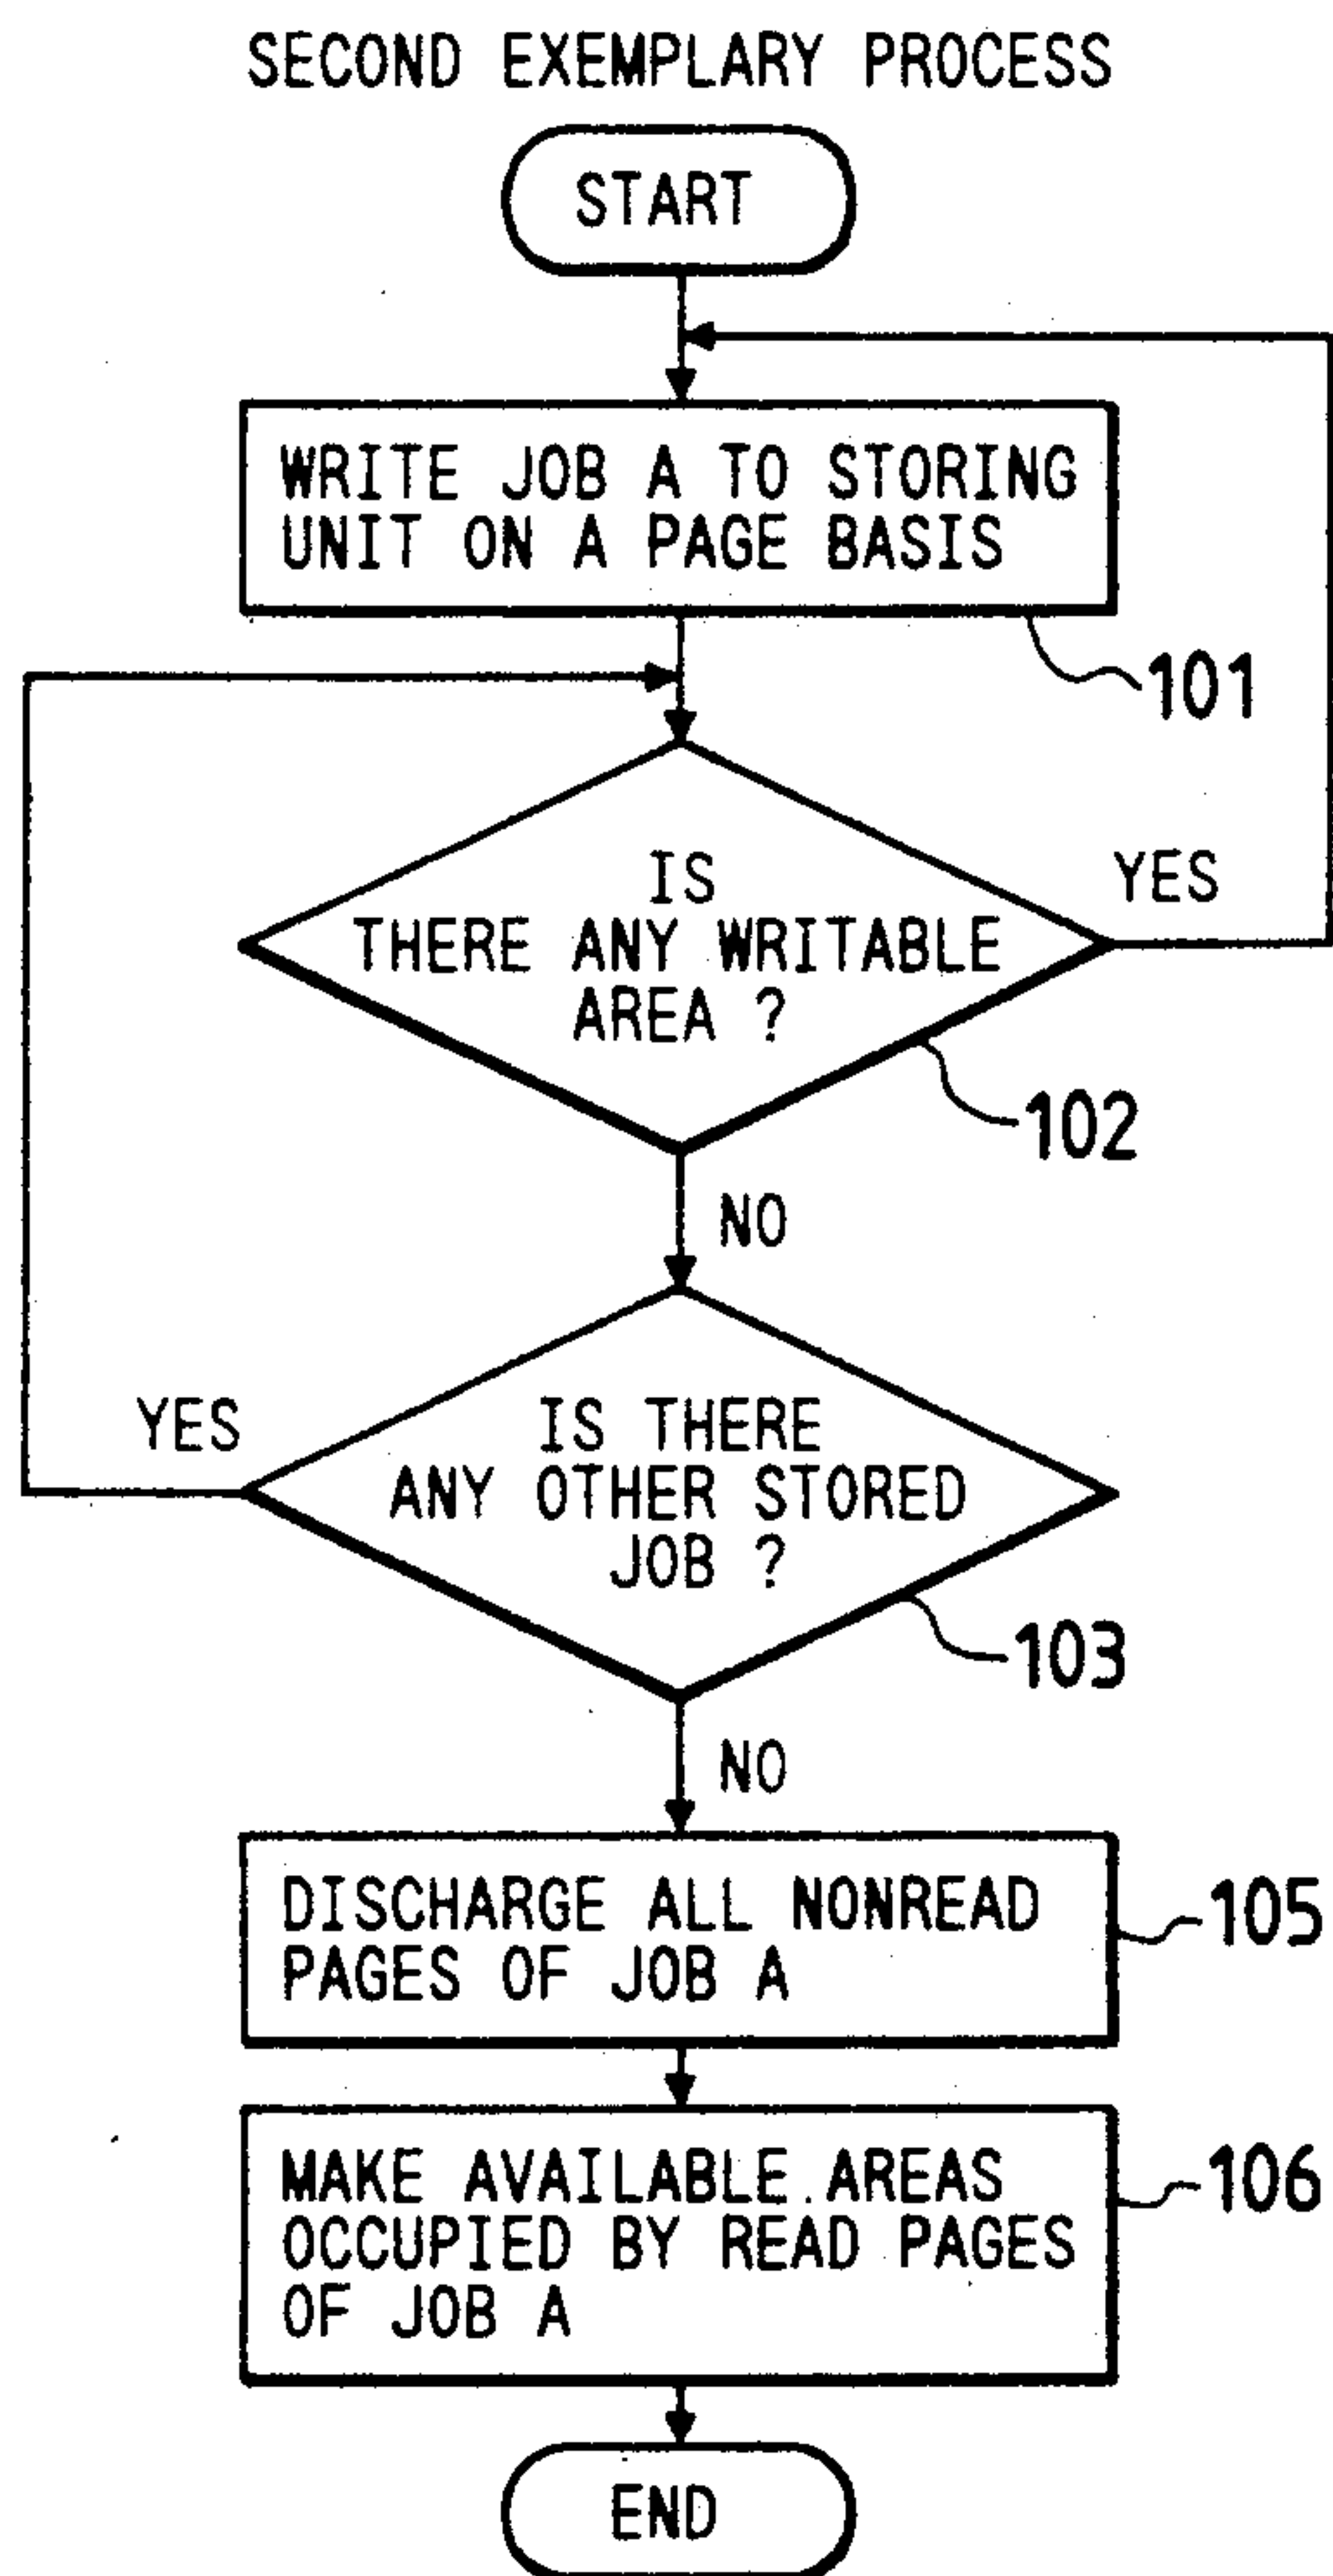 SECOND EXEMPLARY PROCESS
START
WRITE JOB A TO STORING
UNIT ON A PAGE BASIS
101
IS
THERE ANY WRITABLE
AREA ?
YES
102
NO
IS THERE
ANY OTHER STORED
JOB ?
YES
103
NO
DISCHARGE ALL NONREAD
PAGES OF JOB A
105
MAKE AVAILABLE AREAS
OCCUPIED BY READ PAGES
OF JOB A
106
END